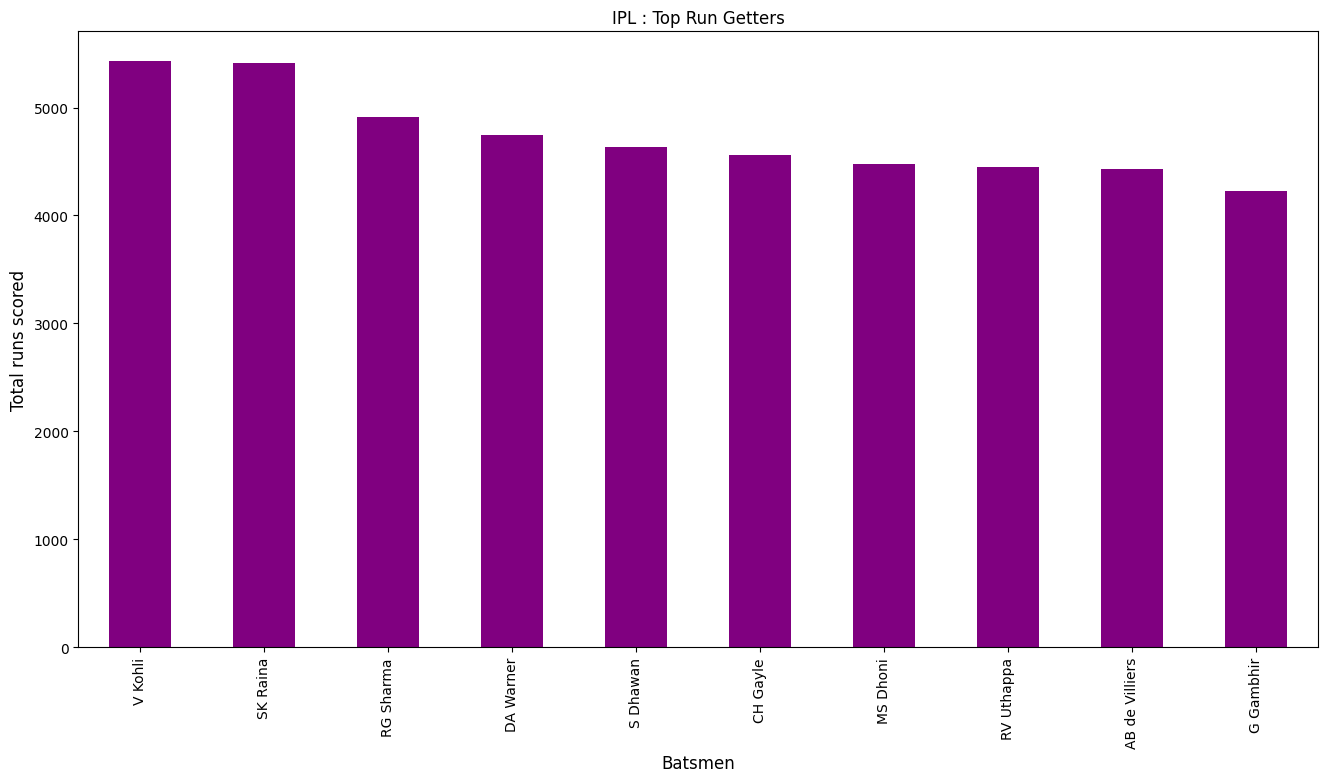 IPL : Top Run Getters
Total runs scored
5000
4000
3000
2000
1000
0
V Kohli
SK Raina
RG Sharma
DA Warner
S Dhawan
CH Gayle
MS Dhoni
RV Uthappa
AB de Villiers
G Gambhir
Batsmen